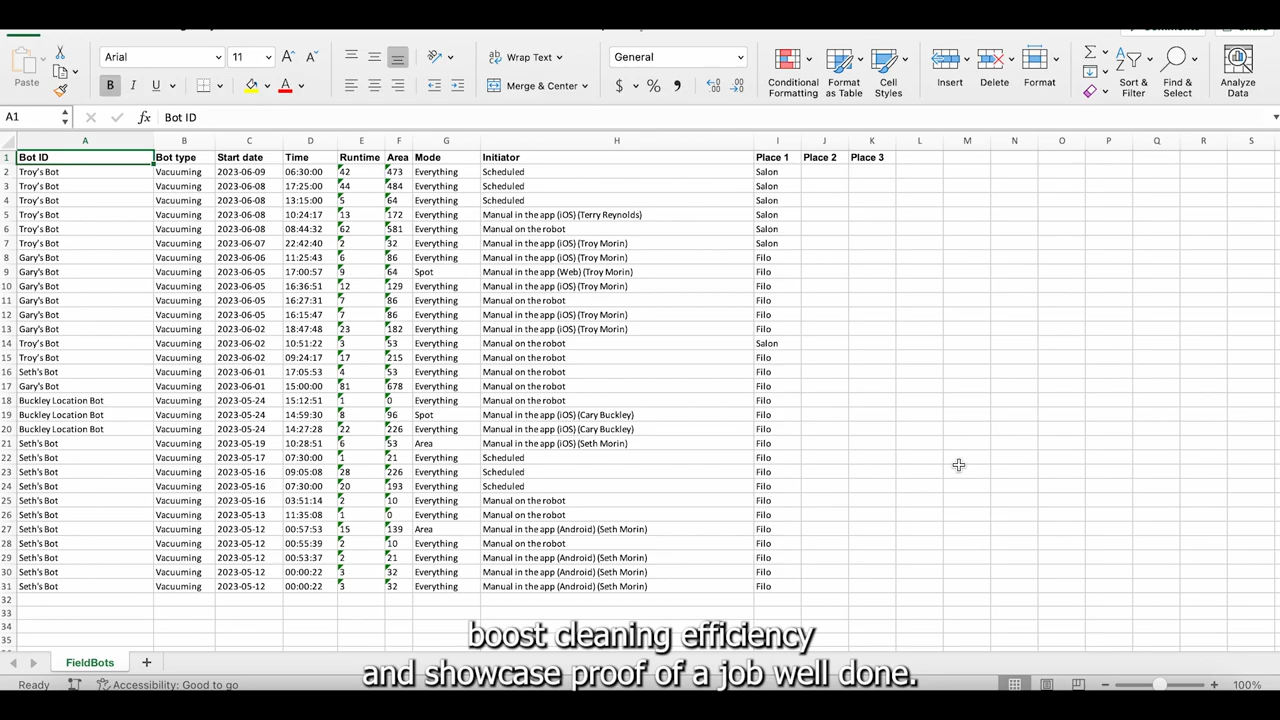 Arial 11 Wrap Text General
Paste B I U Merge & Center $ % Conditional Formatting Format as Table Cell Styles Insert Delete Format Sort & Filter Find & Select Analyze Data
A1 fx Bot ID
A B C D E F G H I J K L M N O P Q R S
1 Bot ID Bot type Start date Time Runtime Area Mode Initiator Place 1 Place 2 Place 3
2 Troy's Bot Vacuuming 2023-06-09 06:30:00 42 473 Everything Scheduled Salon
3 Troy's Bot Vacuuming 2023-06-08 17:25:00 44 484 Everything Scheduled Salon
4 Troy's Bot Vacuuming 2023-06-08 13:15:00 5 64 Everything Scheduled Salon
5 Troy's Bot Vacuuming 2023-06-08 10:24:17 13 172 Everything Manual in the app (iOS) (Terry Reynolds) Salon
6 Troy's Bot Vacuuming 2023-06-08 08:44:32 62 581 Everything Manual on the robot Salon
7 Troy's Bot Vacuuming 2023-06-07 22:42:40 2 32 Everything Manual in the app (iOS) (Troy Morin) Salon
8 Gary's Bot Vacuuming 2023-06-06 11:25:43 6 86 Everything Manual in the app (iOS) (Troy Morin) Filo
9 Gary's Bot Vacuuming 2023-06-05 17:00:57 9 64 Spot Manual in the app (Web) (Troy Morin) Filo
10 Gary's Bot Vacuuming 2023-06-05 16:36:51 12 129 Everything Manual in the app (iOS) (Troy Morin) Filo
11 Gary's Bot Vacuuming 2023-06-05 16:27:31 7 86 Everything Manual on the robot Filo
12 Gary's Bot Vacuuming 2023-06-05 16:15:47 7 86 Everything Manual in the app (iOS) (Troy Morin) Filo
13 Gary's Bot Vacuuming 2023-06-02 18:47:48 23 182 Everything Manual in the app (iOS) (Troy Morin) Filo
14 Troy's Bot Vacuuming 2023-06-02 10:51:22 3 53 Everything Manual on the robot Salon
15 Troy's Bot Vacuuming 2023-06-02 09:24:17 17 215 Everything Manual on the robot Filo
16 Seth's Bot Vacuuming 2023-06-01 17:05:53 4 53 Everything Manual on the robot Filo
17 Gary's Bot Vacuuming 2023-06-01 15:00:00 81 678 Everything Manual on the robot Filo
18 Buckley Location Bot Vacuuming 2023-05-24 15:12:51 1 0 Everything Manual on the robot Filo
19 Buckley Location Bot Vacuuming 2023-05-24 14:59:30 8 96 Spot Manual in the app (iOS) (Cary Buckley) Filo
20 Buckley Location Bot Vacuuming 2023-05-24 14:27:28 22 226 Everything Manual in the app (iOS) (Cary Buckley) Filo
21 Seth's Bot Vacuuming 2023-05-19 10:28:51 6 53 Area Manual in the app (iOS) (Seth Morin) Filo
22 Seth's Bot Vacuuming 2023-05-17 07:30:00 1 21 Everything Scheduled Filo
23 Seth's Bot Vacuuming 2023-05-16 09:05:08 28 226 Everything Scheduled Filo
24 Seth's Bot Vacuuming 2023-05-16 07:30:00 20 193 Everything Scheduled Filo
25 Seth's Bot Vacuuming 2023-05-16 03:51:14 2 10 Everything Manual on the robot Filo
26 Seth's Bot Vacuuming 2023-05-13 11:35:08 1 0 Everything Manual on the robot Filo
27 Seth's Bot Vacuuming 2023-05-12 00:57:53 15 139 Area Manual in the app (Android) (Seth Morin) Filo
28 Seth's Bot Vacuuming 2023-05-12 00:55:39 2 10 Everything Manual on the robot Filo
29 Seth's Bot Vacuuming 2023-05-12 00:53:37 2 21 Everything Manual in the app (Android) (Seth Morin) Filo
30 Seth's Bot Vacuuming 2023-05-12 00:00:22 3 32 Everything Manual in the app (Android) (Seth Morin) Filo
31 Seth's Bot Vacuuming 2023-05-12 00:00:22 3 32 Everything Manual in the app (Android) (Seth Morin) Filo
32
33
34
35
boost cleaning efficiency
and showcase proof of a job well done.
FieldBots
Ready Accessibility: Good to go 100%